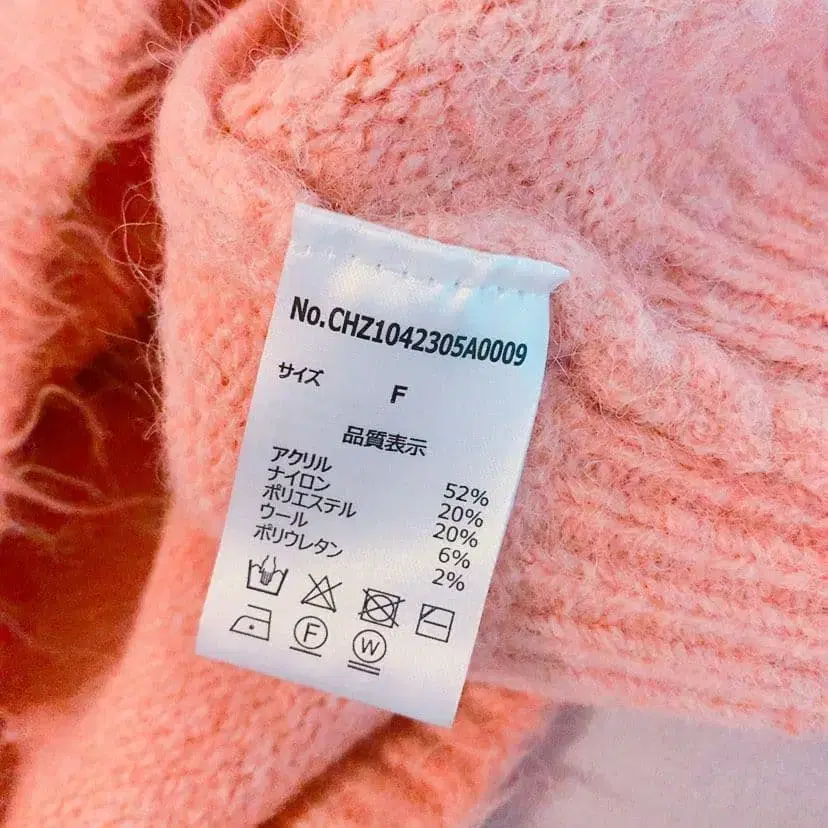 No.CHZ1042305A0009
サイズ F
品質表示
アクリル 52%
ナイロン 20%
ポリエステル 20%
ウール 6%
ポリウレタン 2%
F W